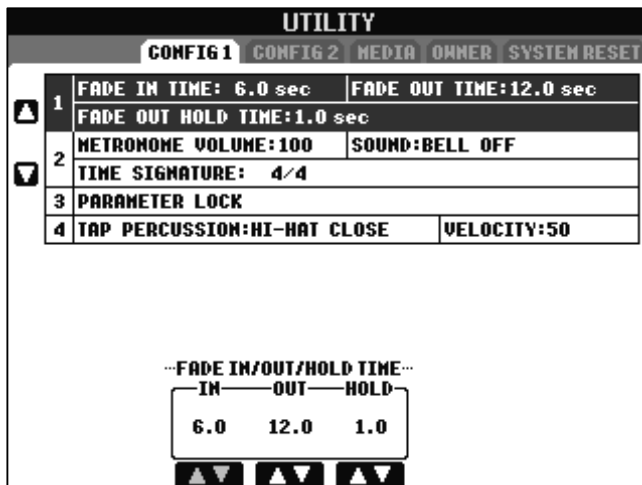 UTILITY
CONFIG 1 CONFIG 2 MEDIA OWNER SYSTEM RESET
1 FADE IN TIME: 6.0 sec FADE OUT TIME:12.0 sec
FADE OUT HOLD TIME:1.0 sec
2 METRONOME VOLUME:100 SOUND:BELL OFF
TIME SIGNATURE: 4/4
3 PARAMETER LOCK
4 TAP PERCUSSION:HI-HAT CLOSE VELOCITY:50
FADE IN/OUT/HOLD TIME
IN OUT HOLD
6.0 12.0 1.0